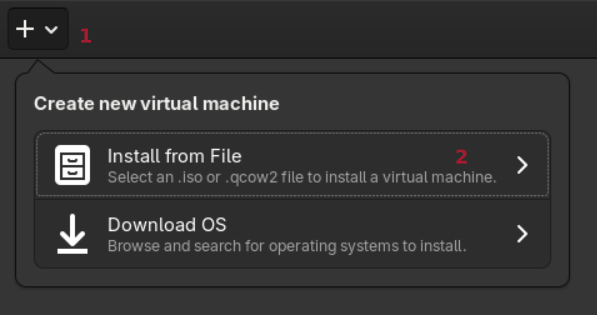 1
Create new virtual machine
Install from File
2
Select an .iso or .qcow2 file to install a virtual machine.
Download OS
Browse and search for operating systems to install.